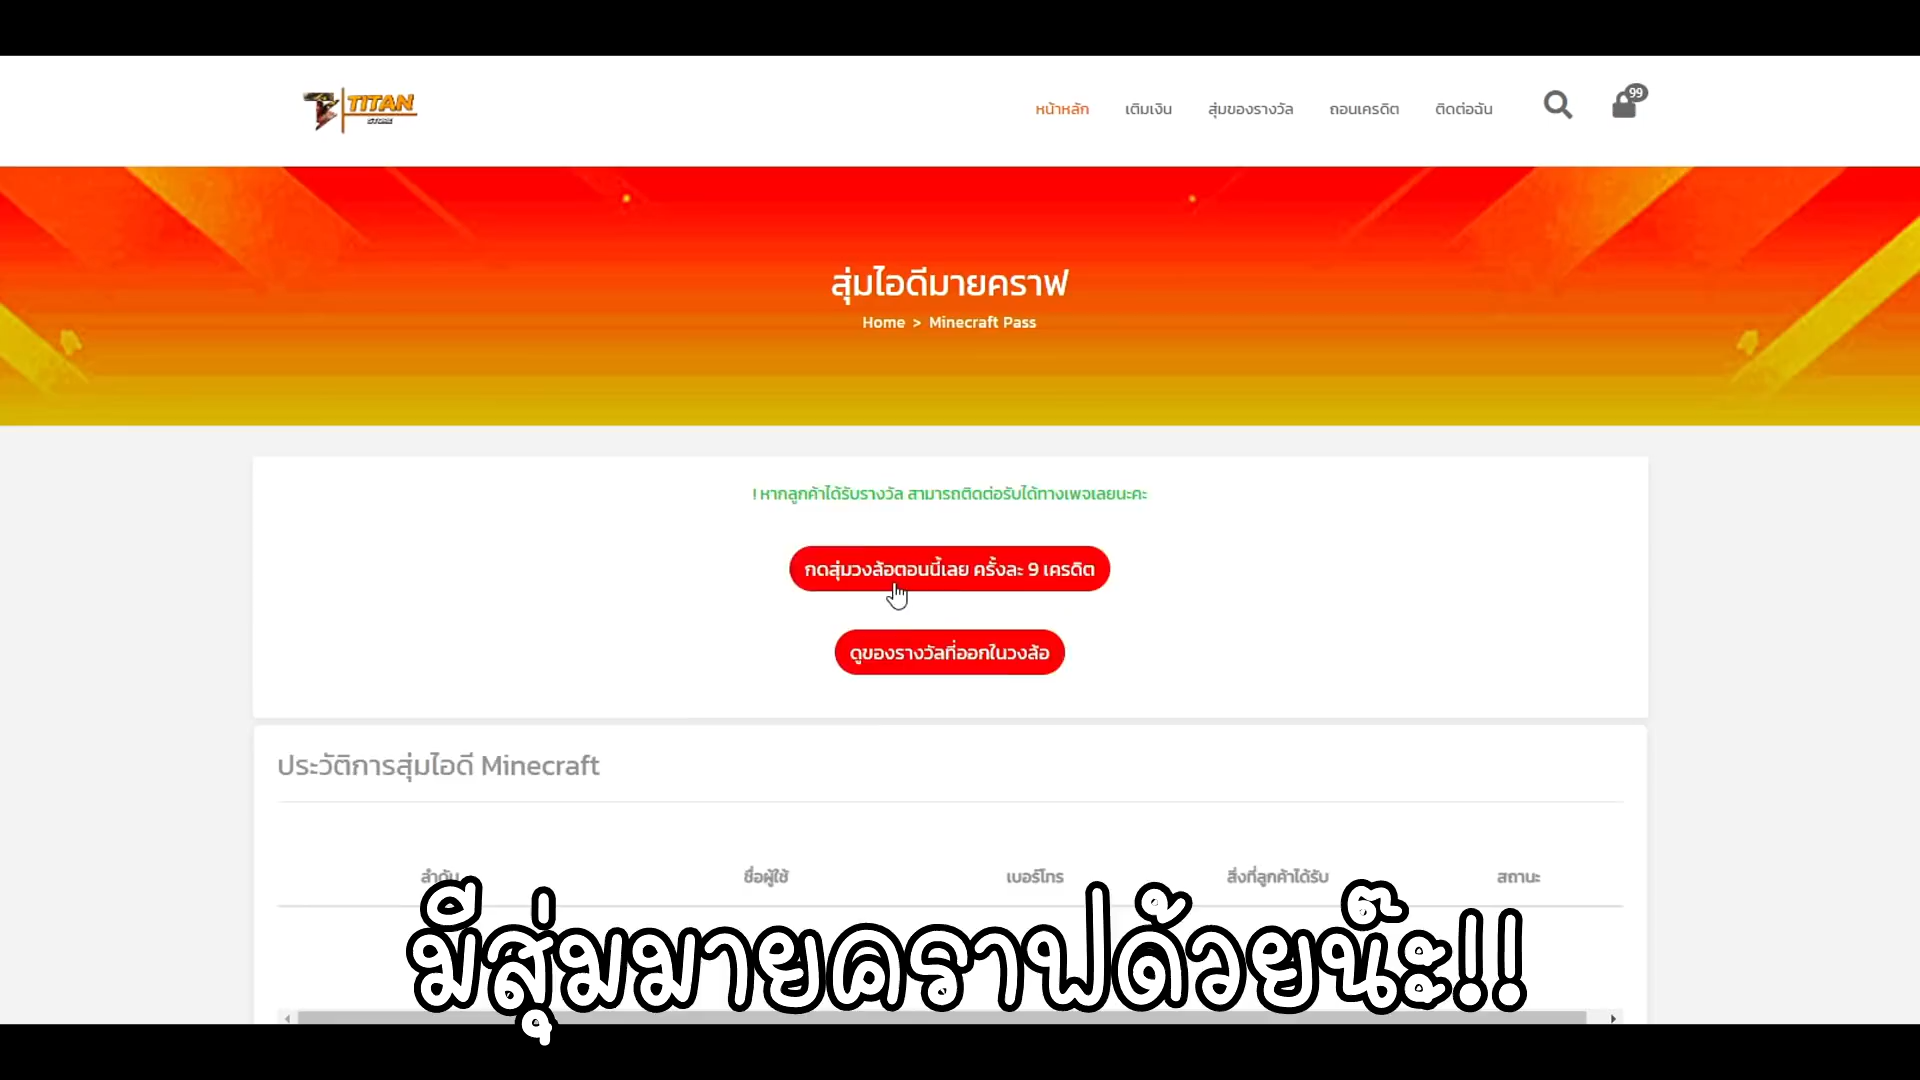 TITAN
STORE
หน้าหลัก เติมเงิน สุ่มของรางวัล ถอนเครดิต ติดต่อฉัน 99
สุ่มไอดีมายคราฟ
Home > Minecraft Pass
! หากลูกค้าได้รับรางวัล สามารถติดต่อรับได้ทางเพจเลยนะคะ
กดสุ่มวงล้อตอนนี้เลย ครั้งละ 9 เครดิต
ดูของรางวัลที่ออกในวงล้อ
ประวัติการสุ่มไอดี Minecraft
ลำดับ ชื่อผู้ใช้ เบอร์โทร สิ่งที่ลูกค้าได้รับ สถานะ
มีสุ่มมายคราฟด้วยน๊ะ!!